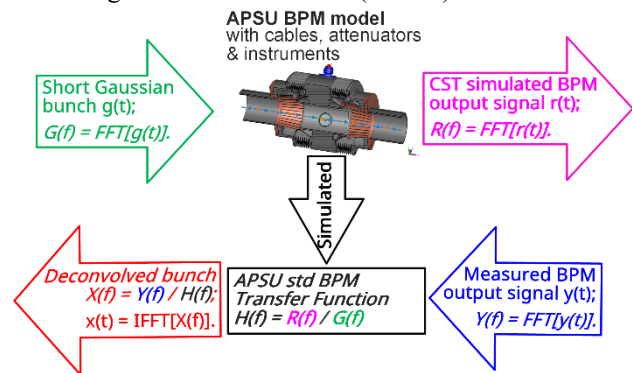 APSU BPM model
with cables, attenuators
& instruments
Short Gaussian
bunch g(t);
G(f) = FFT[g(t)].
CST simulated BPM
output signal r(t);
R(f) = FFT[r(t)].
Simulated
Deconvolved bunch
X(f) = Y(f) / H(f);
x(t) = IFFT[X(f)].
APSU std BPM
Transfer Function
H(f) = R(f) / G(f)
Measured BPM
output signal y(t);
Y(f) = FFT[y(t)].